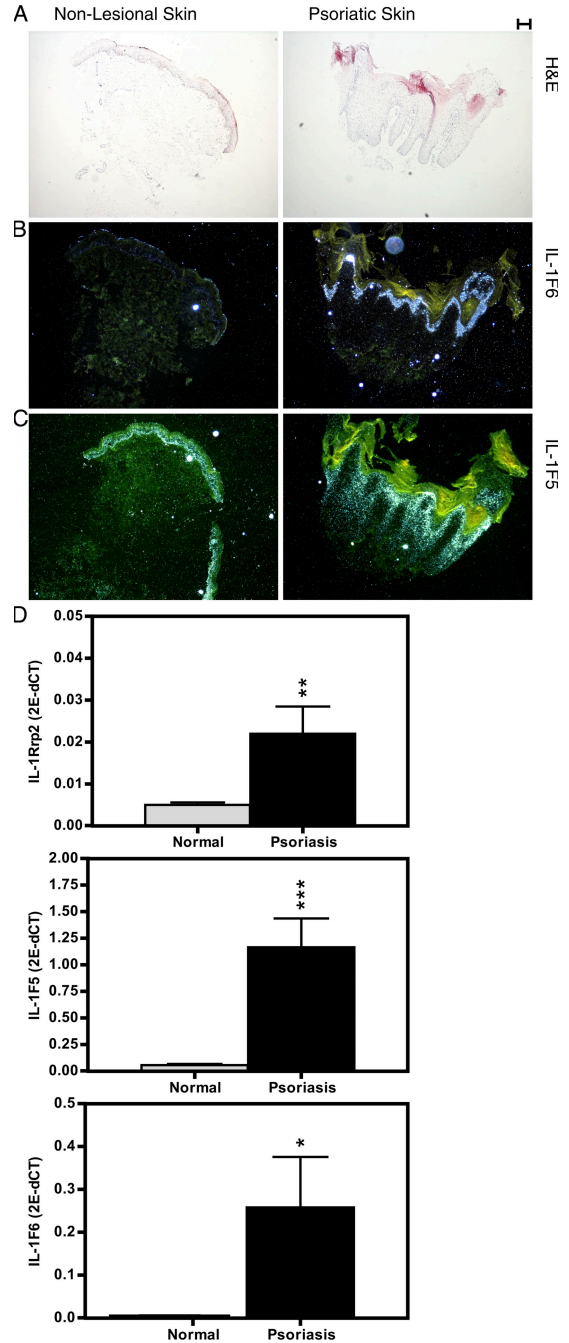 A Non-Lesional Skin Psoriatic Skin
H&E
B
IL-1F6
C
IL-1F5
D
0.05
0.04
0.03
0.02
0.01
0.00
IL-1Rrp2 (2E-dCT)
**
Normal Psoriasis
2.00
1.75
1.50
1.25
1.00
0.75
0.50
0.25
0.00
IL-1F5 (2E-dCT)
***
Normal Psoriasis
0.5
0.4
0.3
0.2
0.1
0.0
IL-1F6 (2E-dCT)
*
Normal Psoriasis